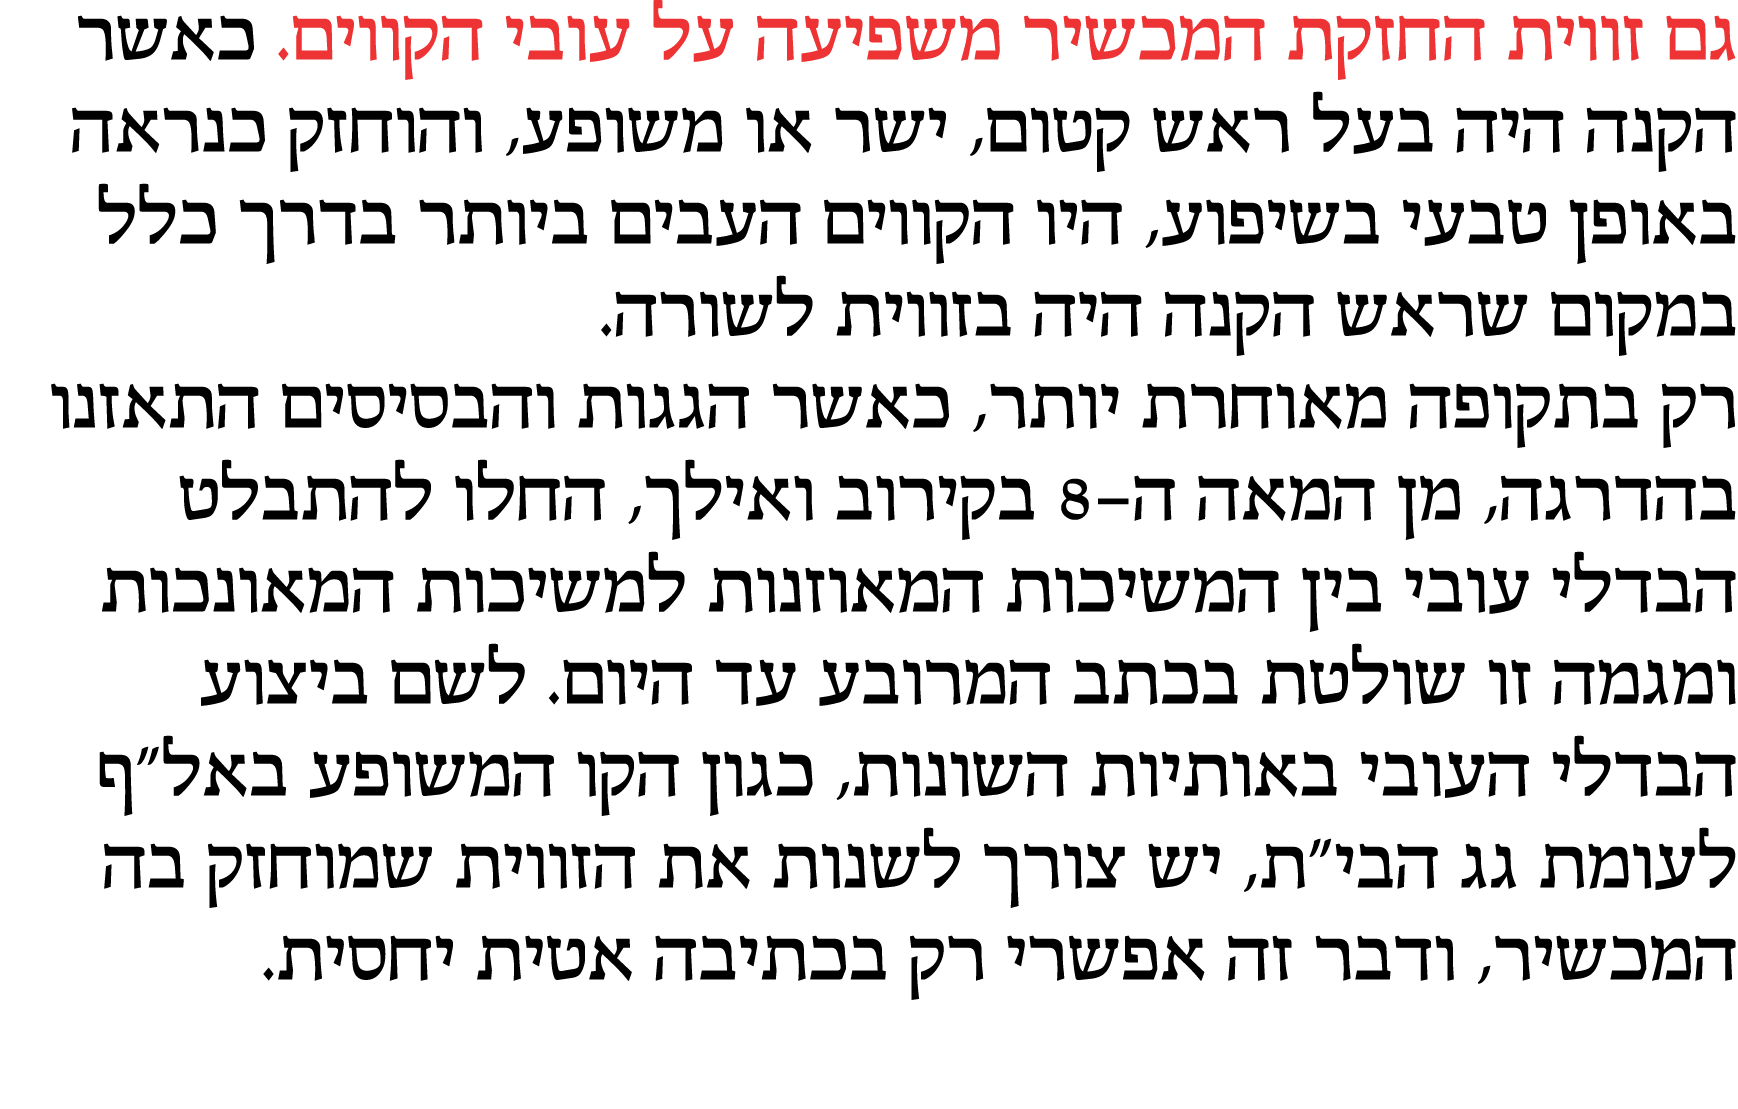 גם זווית החזקת המכשיר משפיעה על עובי הקווים. כאשר
הקנה היה בעל ראש קטום, ישר או משופע, והוחזק כנראה
באופן טבעי בשיפוע, היו הקווים העבים ביותר בדרך כלל
במקום שראש הקנה היה בזווית לשורה.
רק בתקופה מאוחרת יותר, כאשר הגגות והבסיסים התאזנו
בהדרגה, מן המאה ה–8 בקירוב ואילך, החלו להתבלט
הבדלי עובי בין המשיכות המאוזנות למשיכות המאונכות
ומגמה זו שולטת בכתב המרובע עד היום. לשם ביצוע
הבדלי העובי באותיות השונות, כגון הקו המשופע באל״ף
לעומת גג הבי״ת, יש צורך לשנות את הזווית שמוחזק בה
המכשיר, ודבר זה אפשרי רק בכתיבה אטית יחסית.